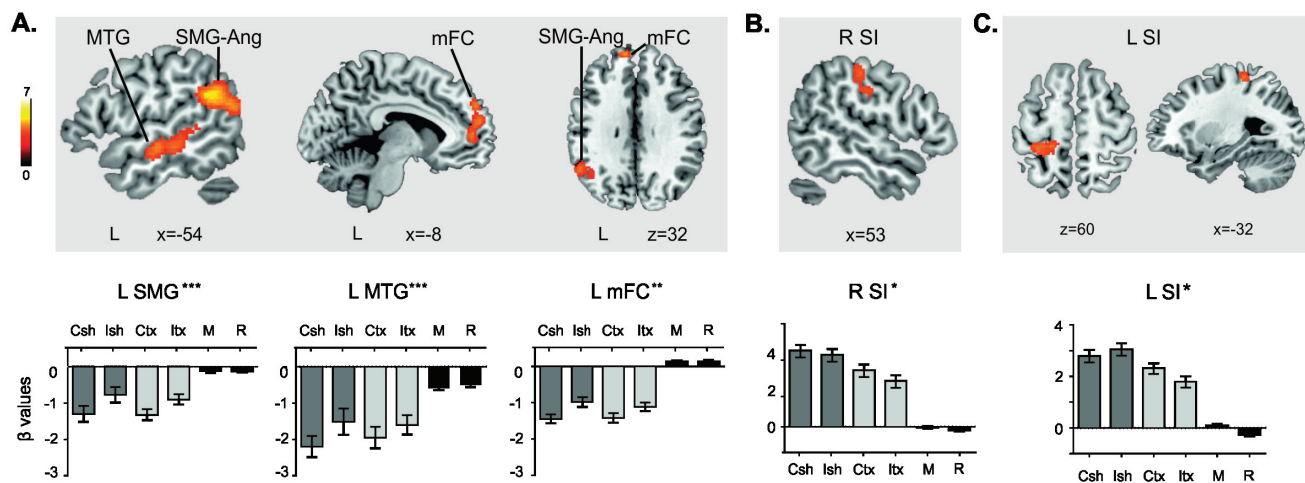 A.
MTG
SMG-Ang
mFC
SMG-Ang
mFC
7
0
L
x=-54
L
x=-8
L
z=32
B.
R SI
x=53
C.
L SI
z=60
x=-32
L SMG***
Csh Ish Ctx Itx M R
β values
0
-1
-2
-3
L MTG***
Csh Ish Ctx Itx M R
0
-1
-2
-3
L mFC**
Csh Ish Ctx Itx M R
0
-1
-2
-3
R SI*
4
2
0
Csh Ish Ctx Itx M R
L SI*
4
2
0
Csh Ish Ctx Itx M R